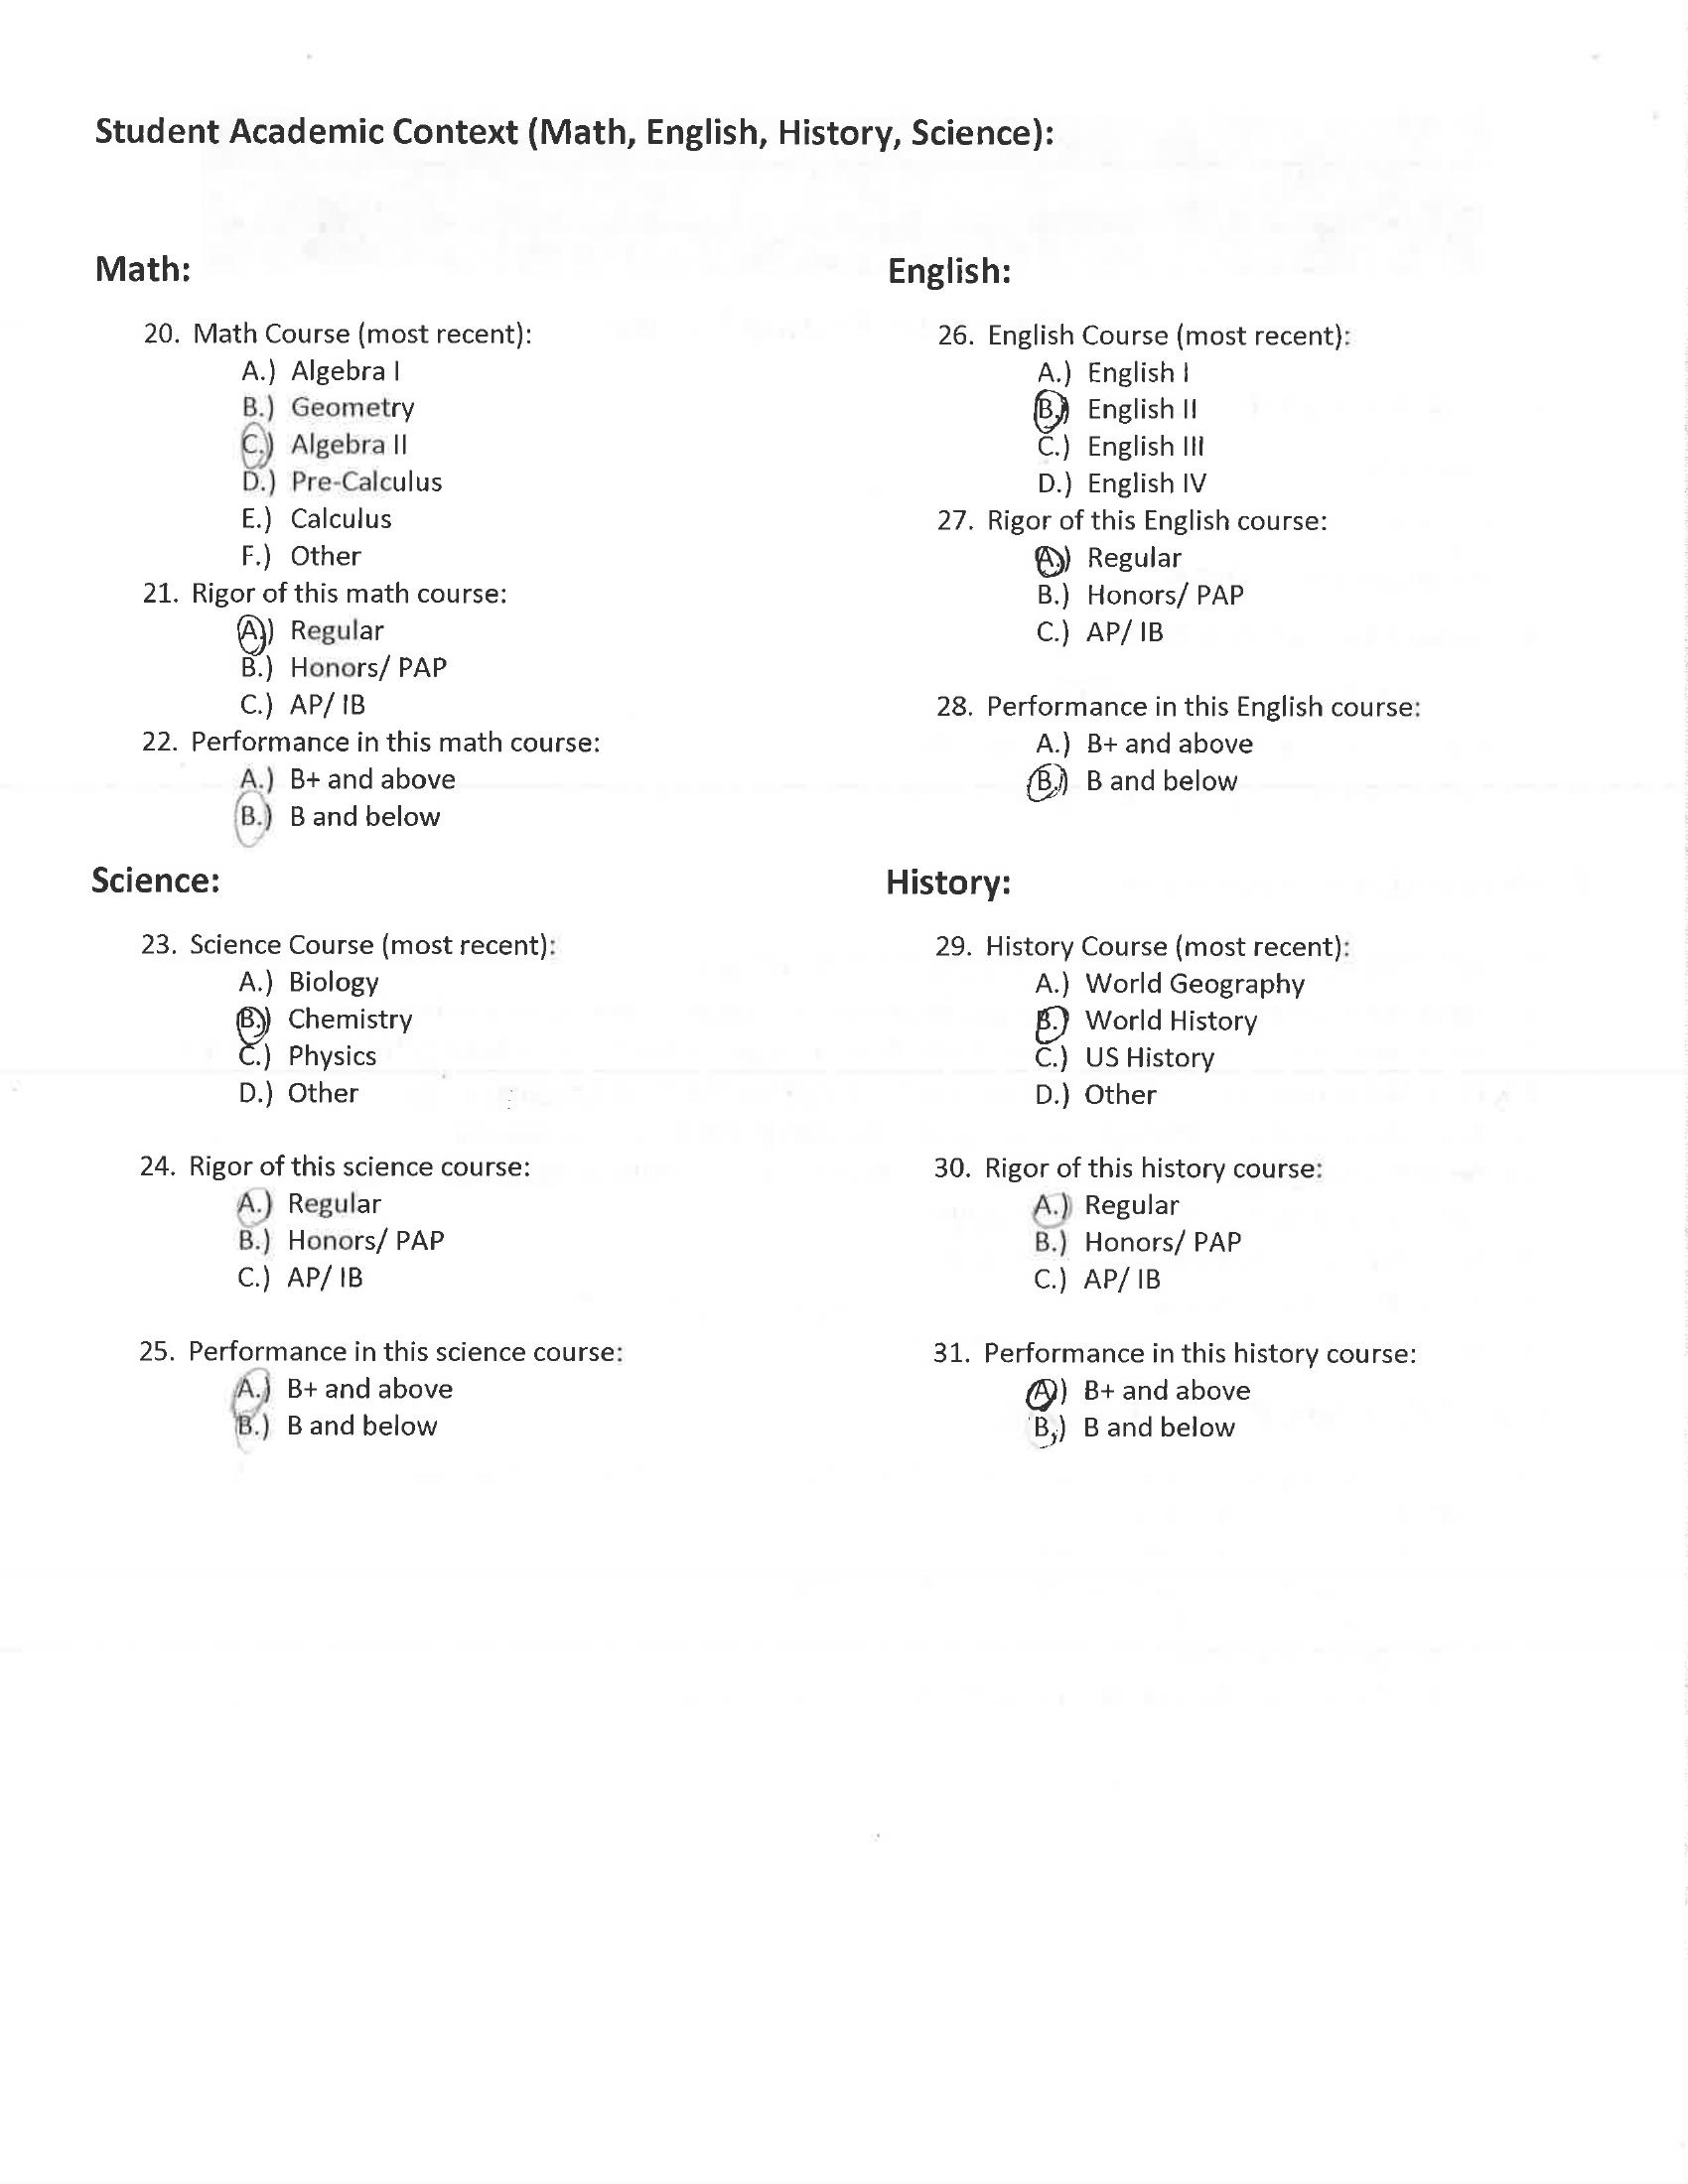 Student Academic Context (Math, English, History, Science):
Math:
20. Math Course (most recent):
A.) Algebra I
B.) Geometry
C.) Algebra II
D.) Pre-Calculus
E.) Calculus
F.) Other
21. Rigor of this math course:
A.) Regular
B.) Honors/ PAP
C.) AP/ IB
22. Performance in this math course:
A.) B+ and above
B.) B and below
Science:
23. Science Course (most recent):
A.) Biology
B.) Chemistry
C.) Physics
D.) Other
24. Rigor of this science course:
A.) Regular
B.) Honors/ PAP
C.) AP/ IB
25. Performance in this science course:
A.) B+ and above
B.) B and below
English:
26. English Course (most recent):
A.) English I
B.) English II
C.) English III
D.) English IV
27. Rigor of this English course:
A.) Regular
B.) Honors/ PAP
C.) AP/ IB
28. Performance in this English course:
A.) B+ and above
B.) B and below
History:
29. History Course (most recent):
A.) World Geography
B.) World History
C.) US History
D.) Other
30. Rigor of this history course:
A.) Regular
B.) Honors/ PAP
C.) AP/ IB
31. Performance in this history course:
A.) B+ and above
B.) B and below